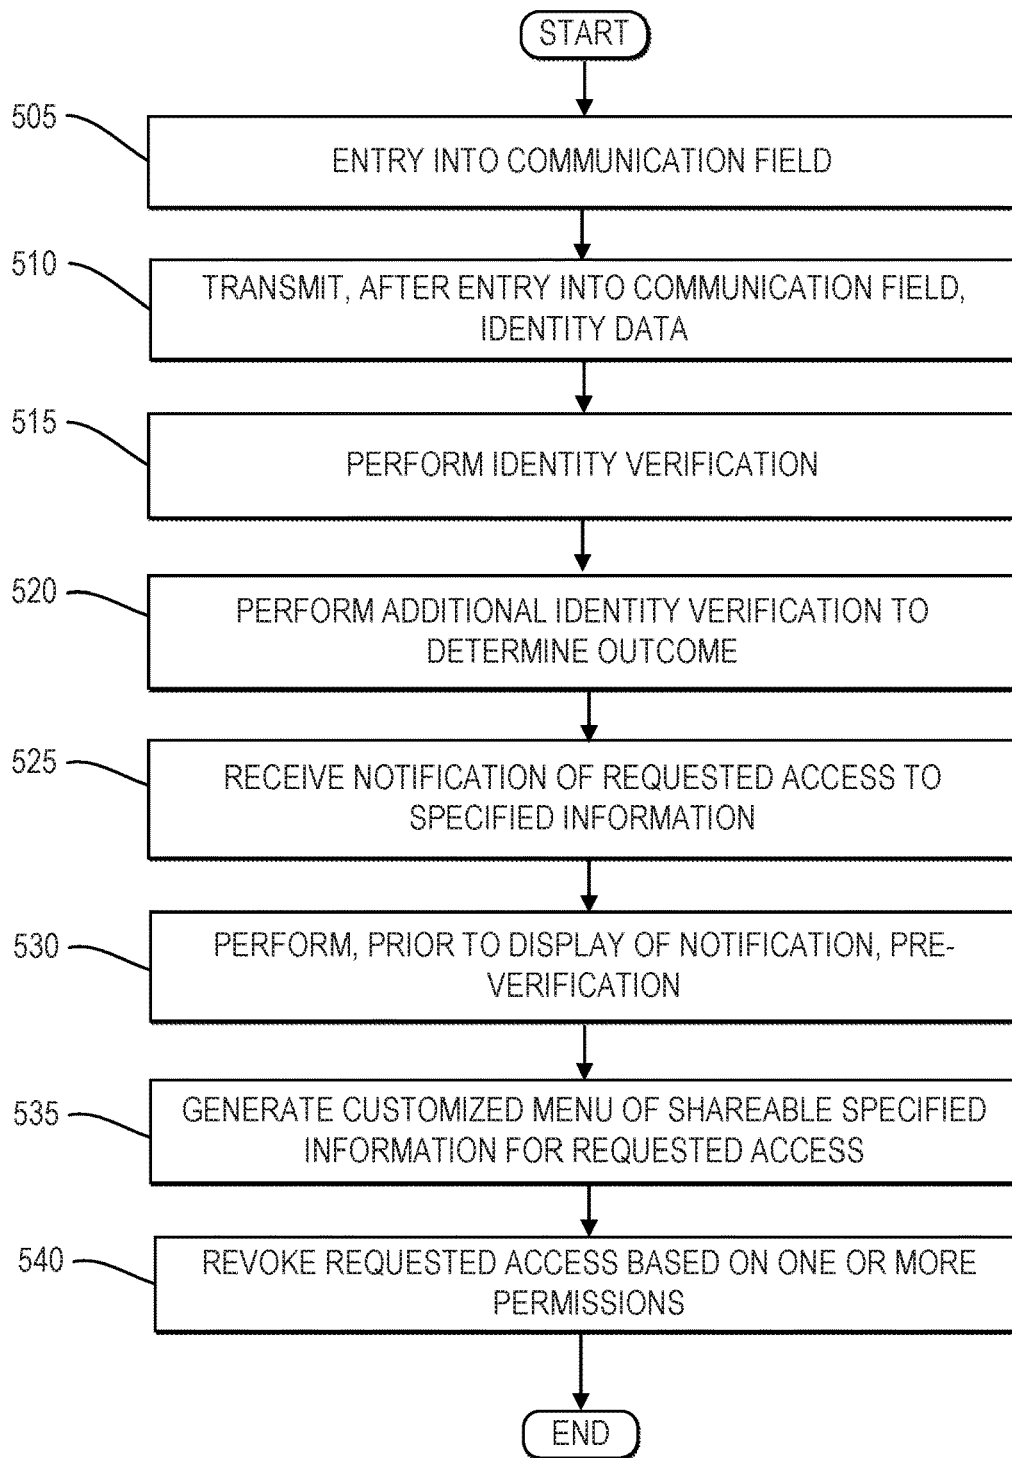 START
505
ENTRY INTO COMMUNICATION FIELD
510
TRANSMIT, AFTER ENTRY INTO COMMUNICATION FIELD,
IDENTITY DATA
515
PERFORM IDENTITY VERIFICATION
520
PERFORM ADDITIONAL IDENTITY VERIFICATION TO
DETERMINE OUTCOME
525
RECEIVE NOTIFICATION OF REQUESTED ACCESS TO
SPECIFIED INFORMATION
530
PERFORM, PRIOR TO DISPLAY OF NOTIFICATION, PRE-
VERIFICATION
535
GENERATE CUSTOMIZED MENU OF SHAREABLE SPECIFIED
INFORMATION FOR REQUESTED ACCESS
540
REVOKE REQUESTED ACCESS BASED ON ONE OR MORE
PERMISSIONS
END